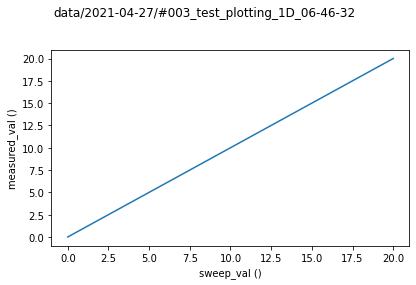 data/2021-04-27/#003_test_plotting_1D_06-46-32
20.0
17.5
15.0
12.5
10.0
7.5
5.0
2.5
0.0
measured_val ()
0.0 2.5 5.0 7.5 10.0 12.5 15.0 17.5 20.0
sweep_val ()